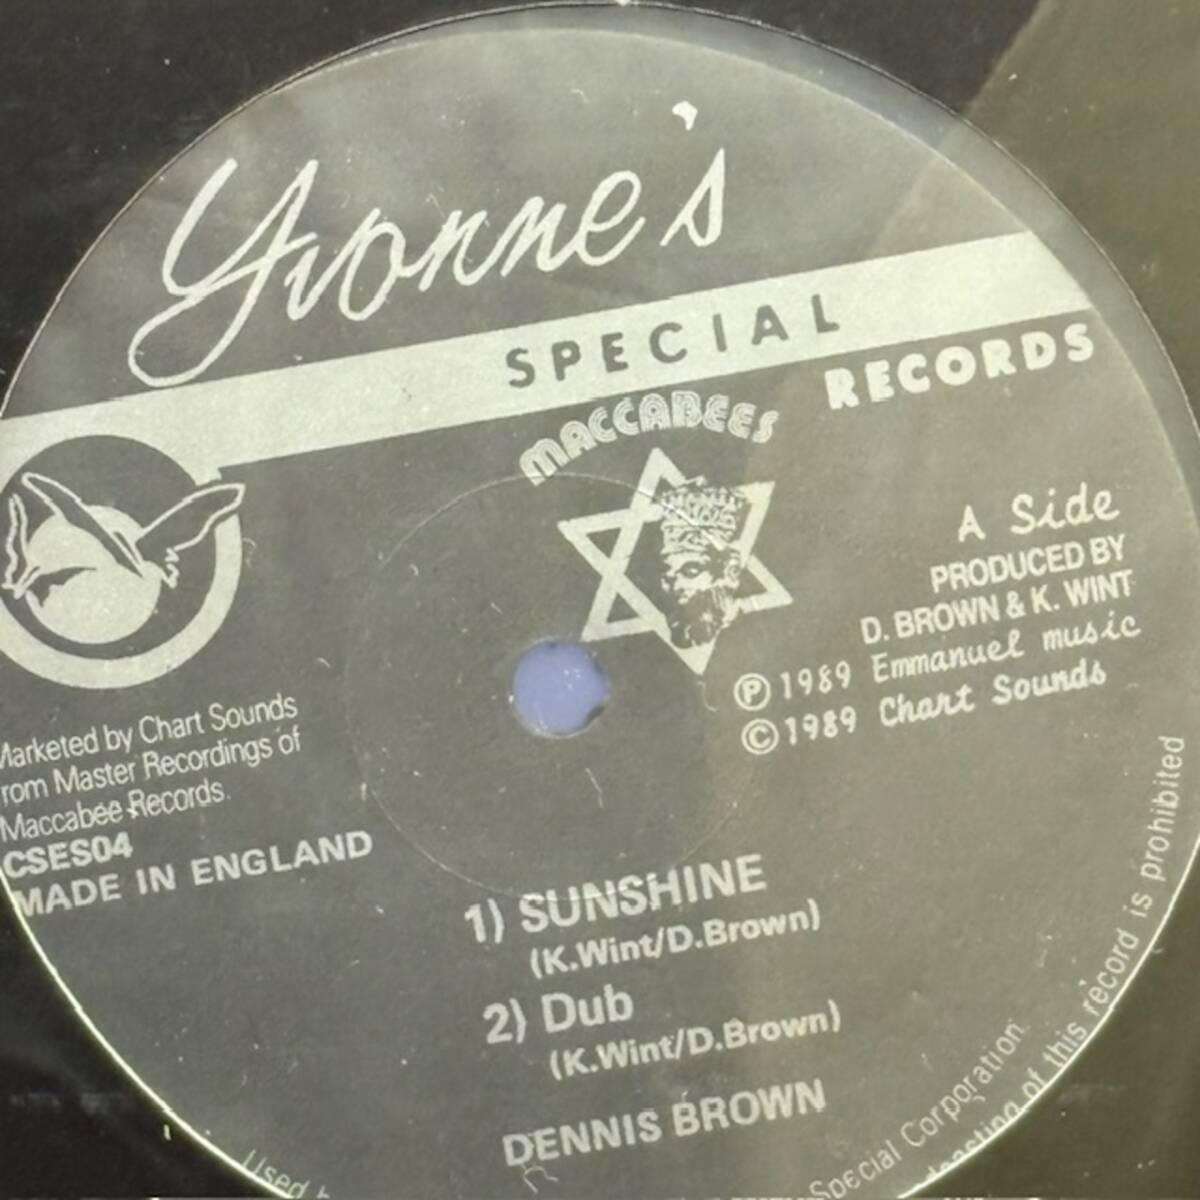 Yvonne's
SPECIAL
RECORDS
MACCABEES
A Side
PRODUCED BY
D. BROWN & K. WINT
Ⓟ 1989 Emmanuel music
© 1989 Chart Sounds
Marketed by Chart Sounds
from Master Recordings of
Maccabee Records.
CSES04
MADE IN ENGLAND
1) SUNSHINE
(K.Wint/D.Brown)
2) Dub
(K.Wint/D.Brown)
DENNIS BROWN
Used
Special Corporation.
of this record is prohibited